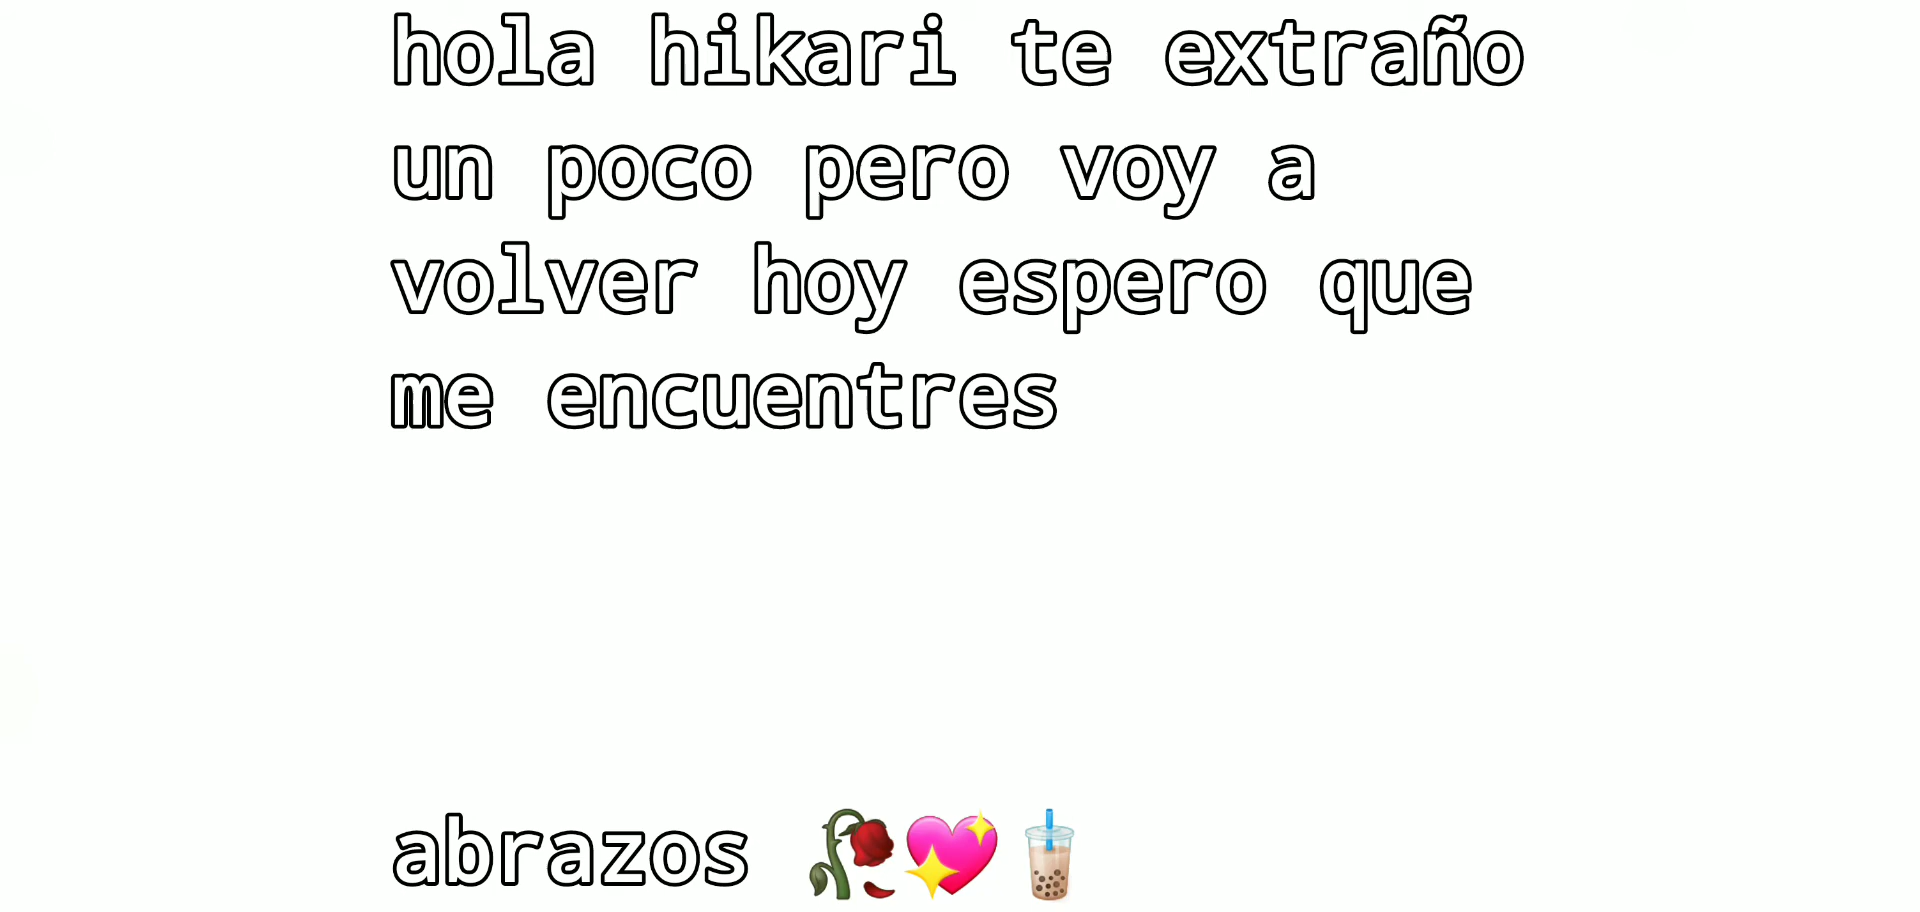 hola hikari te extraño
un poco pero voy a
volver hoy espero que
me encuentres
abrazos 🥀💖🧋